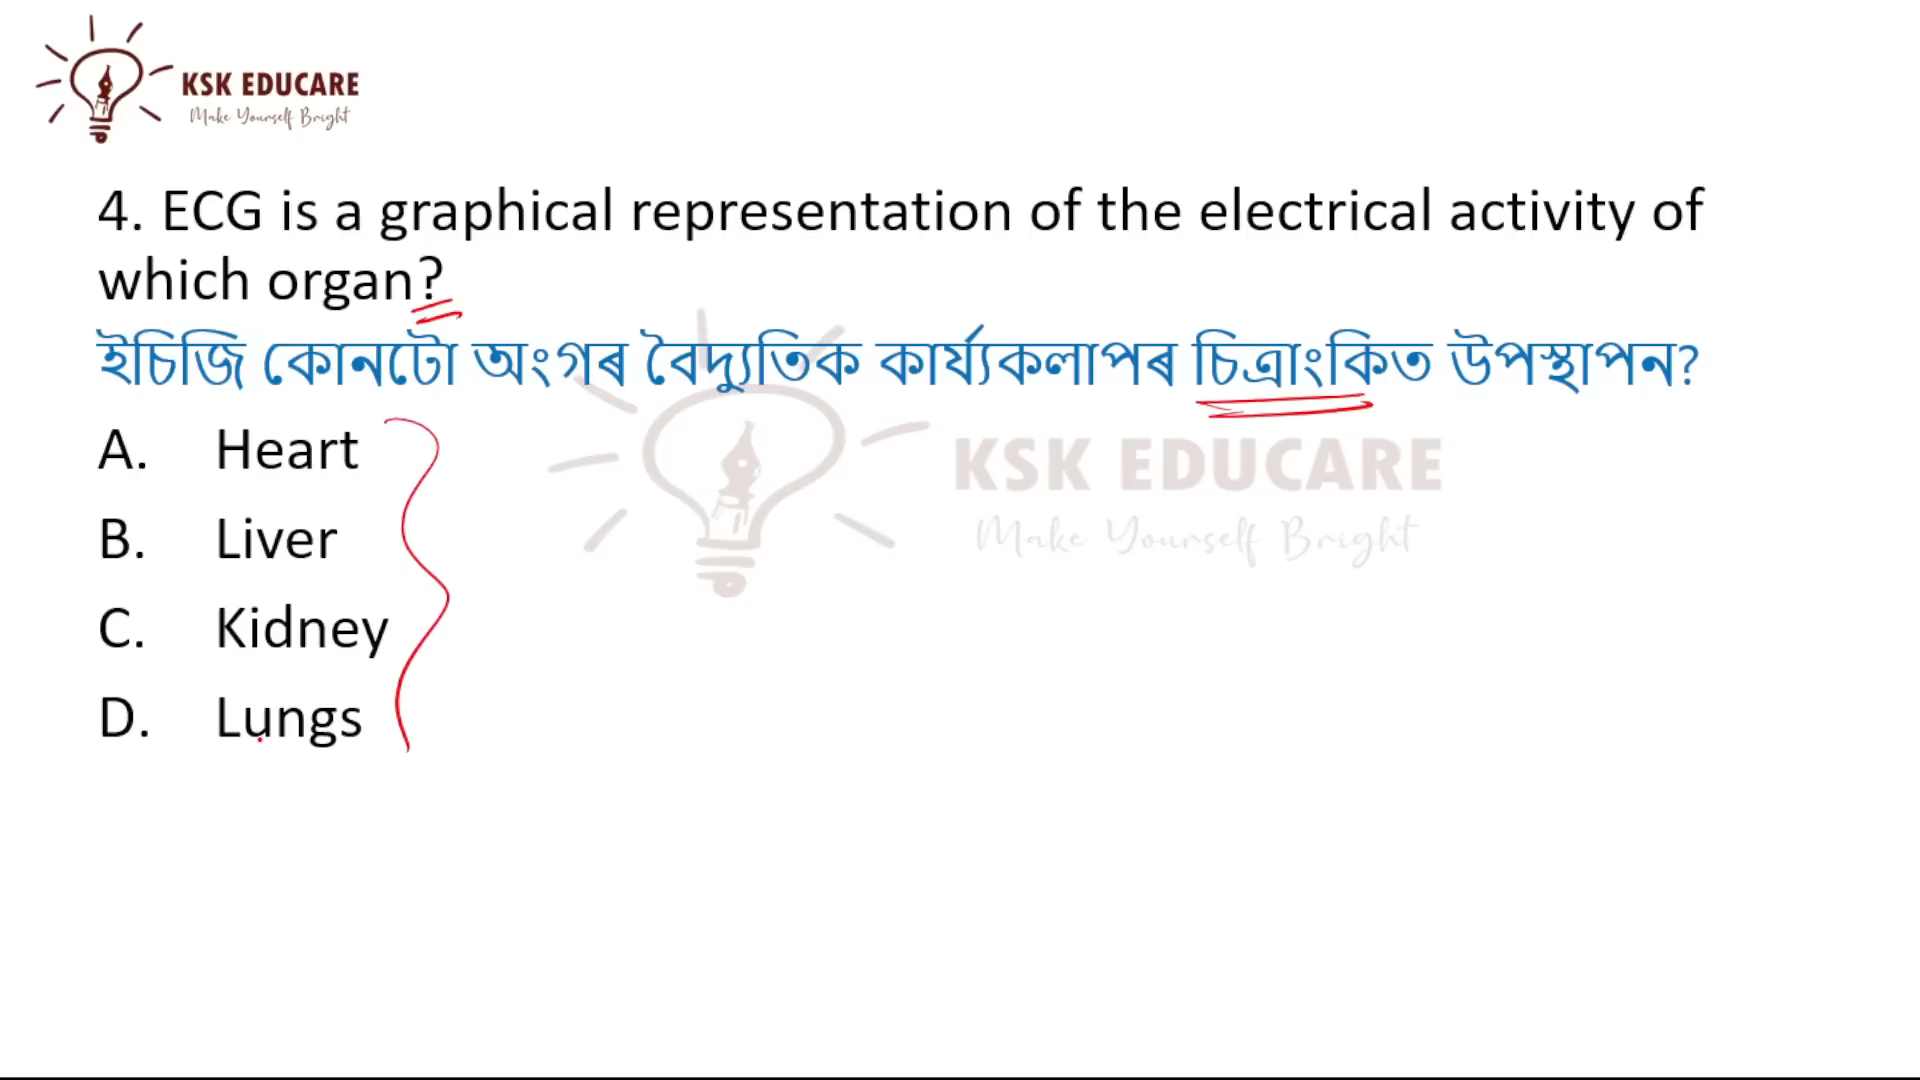 KSK EDUCARE
Make Yourself Bright
4. ECG is a graphical representation of the electrical activity of
which organ?
ইচিজি কোনটো অংগৰ বৈদ্যুতিক কাৰ্য্যকলাপৰ চিত্ৰাংকিত উপস্থাপন?
A. Heart
B. Liver
C. Kidney
D. Lungs
KSK EDUCARE
Make Yourself Bright